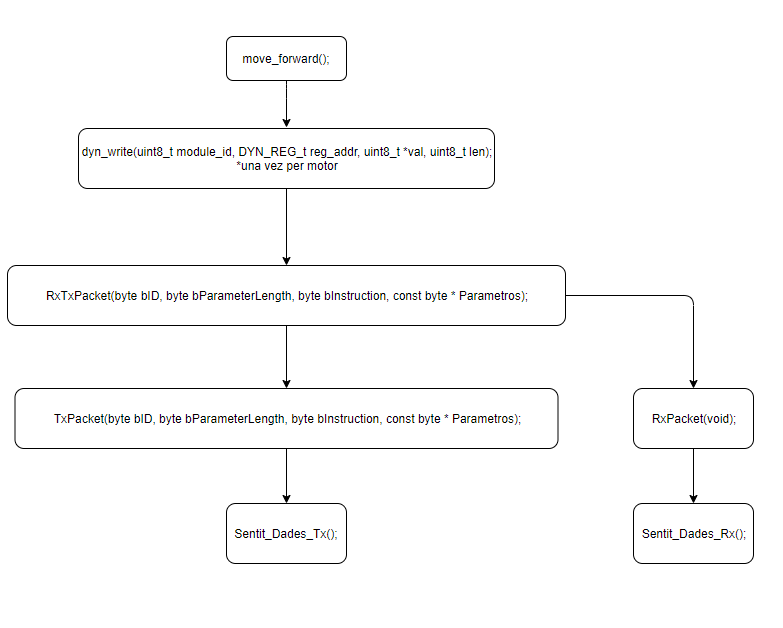 move_forward();
dyn_write(uint8_t module_id, DYN_REG_t reg_addr, uint8_t *val, uint8_t len);
*una vez per motor
RxTxPacket(byte bID, byte bParameterLength, byte bInstruction, const byte * Parametros);
TxPacket(byte bID, byte bParameterLength, byte bInstruction, const byte * Parametros);
RxPacket(void);
Sentit_Dades_Tx();
Sentit_Dades_Rx();